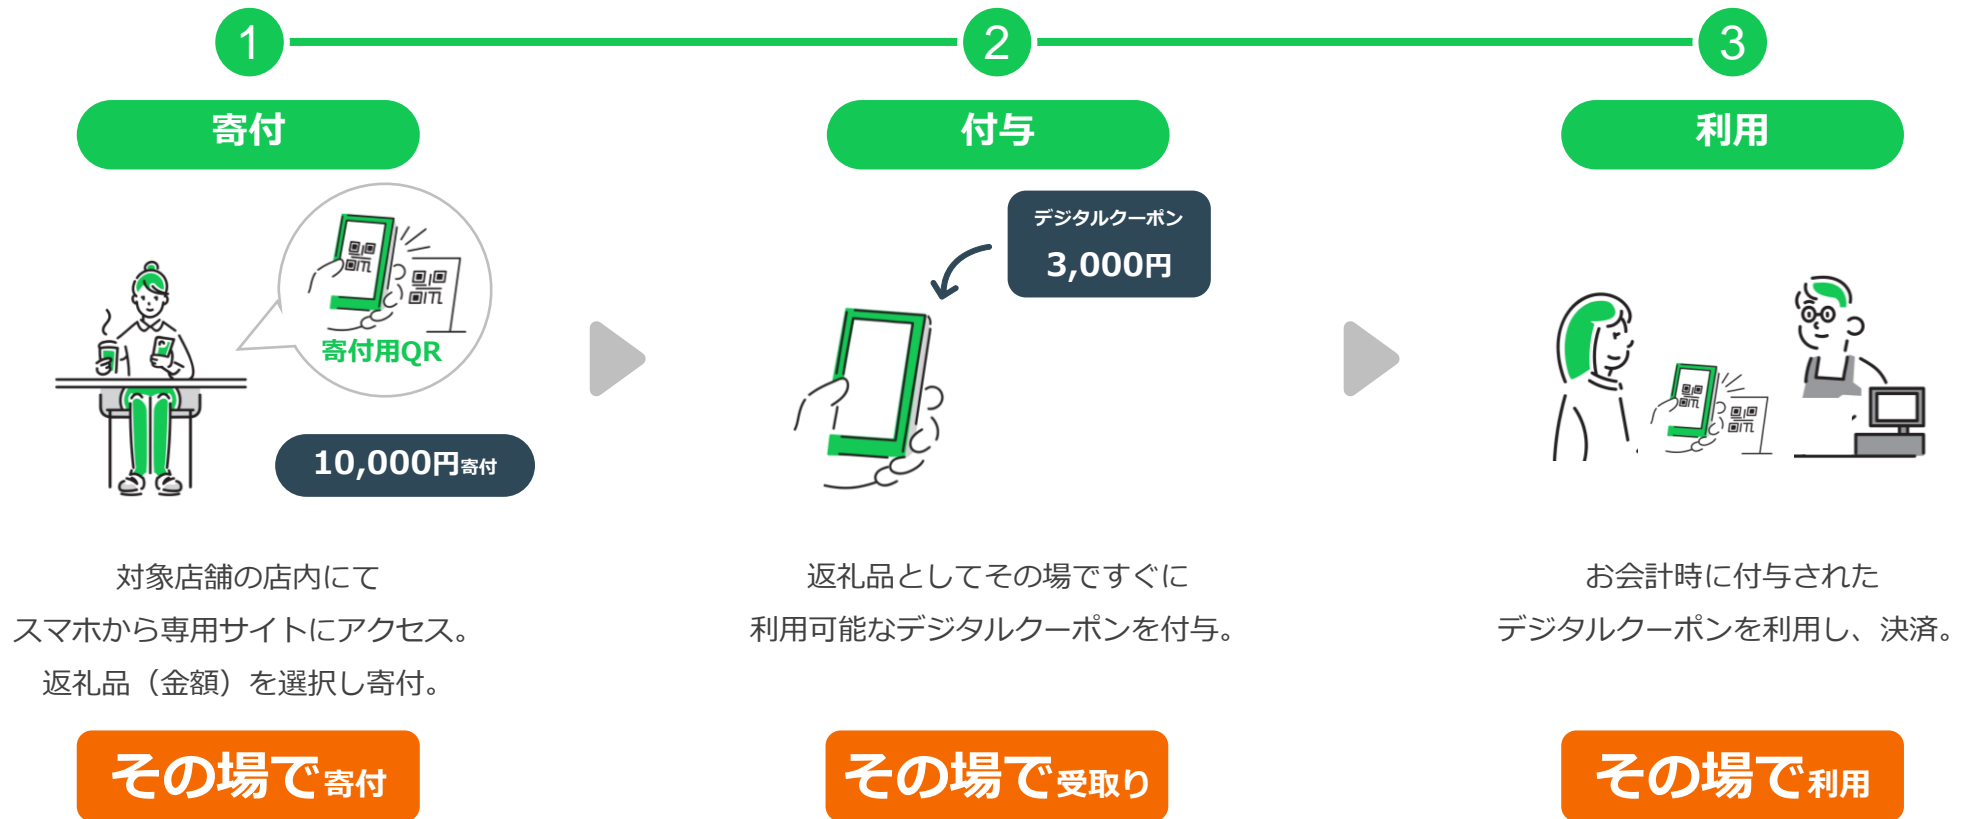 1
2
3
寄付
付与
利用
寄付用QR
10,000円寄付
デジタルクーポン
3,000円
対象店舗の店内にて
スマホから専用サイトにアクセス。
返礼品（金額）を選択し寄付。
返礼品としてその場ですぐに
利用可能なデジタルクーポンを付与。
お会計時に付与された
デジタルクーポンを利用し、決済。
その場で寄付
その場で受取り
その場で利用